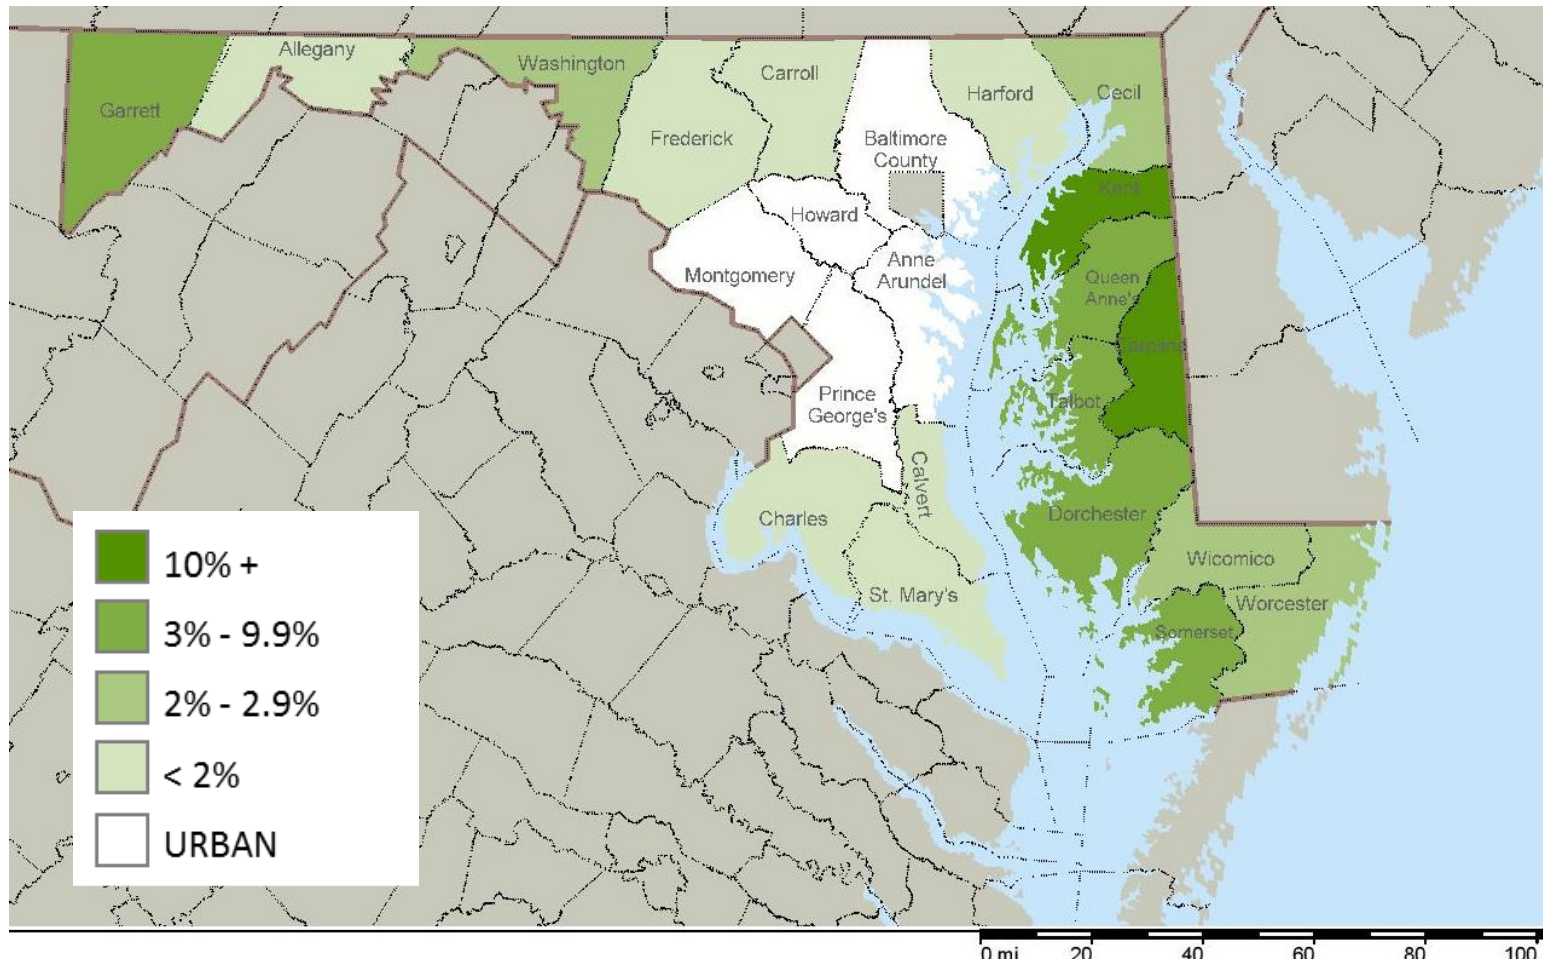 Allegany
Washington
Garrett
Carroll
Harford
Cecil
Frederick
Baltimore
County
Kent
Howard
Montgomery
Anne
Arundel
Queen
Anne's
Caroline
Prince
George's
Talbot
Calvert
Charles
Dorchester
St. Mary's
Wicomico
Worcester
Somerset
10% +
3% - 9.9%
2% - 2.9%
< 2%
URBAN
0 mi 20 40 60 80 100